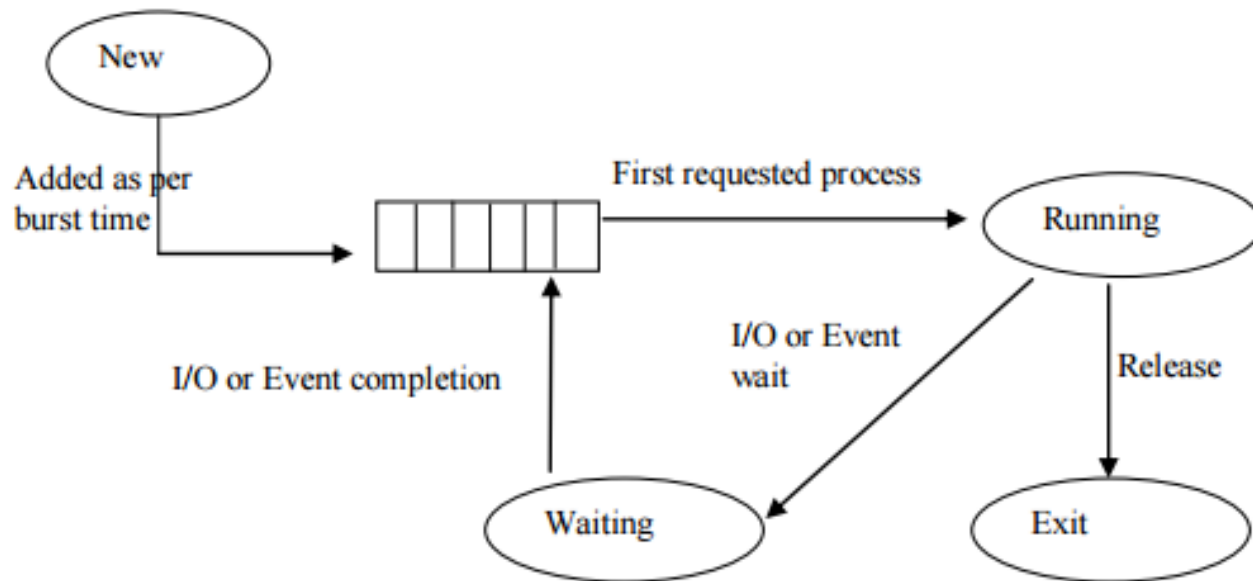 New
Added as per
burst time
First requested process
Running
I/O or Event completion
I/O or Event
wait
Release
Waiting
Exit